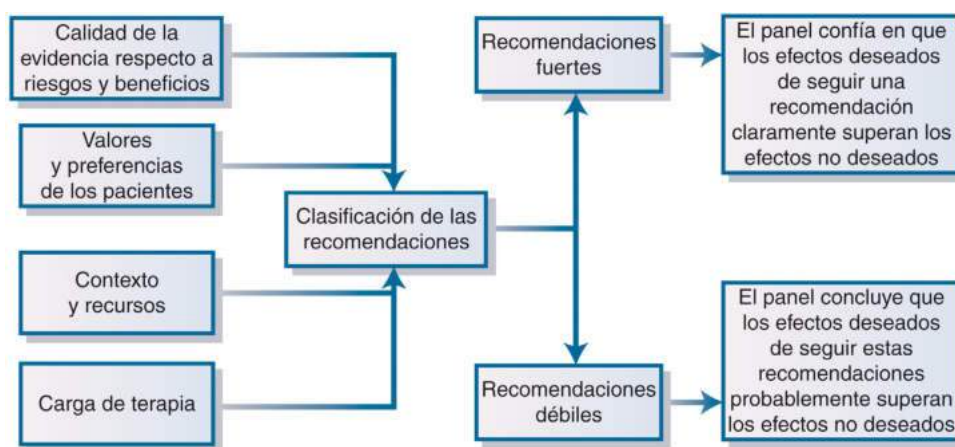 Calidad de la
evidencia respecto a
riesgos y beneficios
Valores
y preferencias
de los pacientes
Contexto
y recursos
Carga de terapia
Clasificación de las
recomendaciones
Recomendaciones
fuertes
Recomendaciones
débiles
El panel confía en que
los efectos deseados
de seguir una
recomendación
claramente superan los
efectos no deseados
El panel concluye que
los efectos deseados
de seguir estas
recomendaciones
probablemente superan
los efectos no deseados